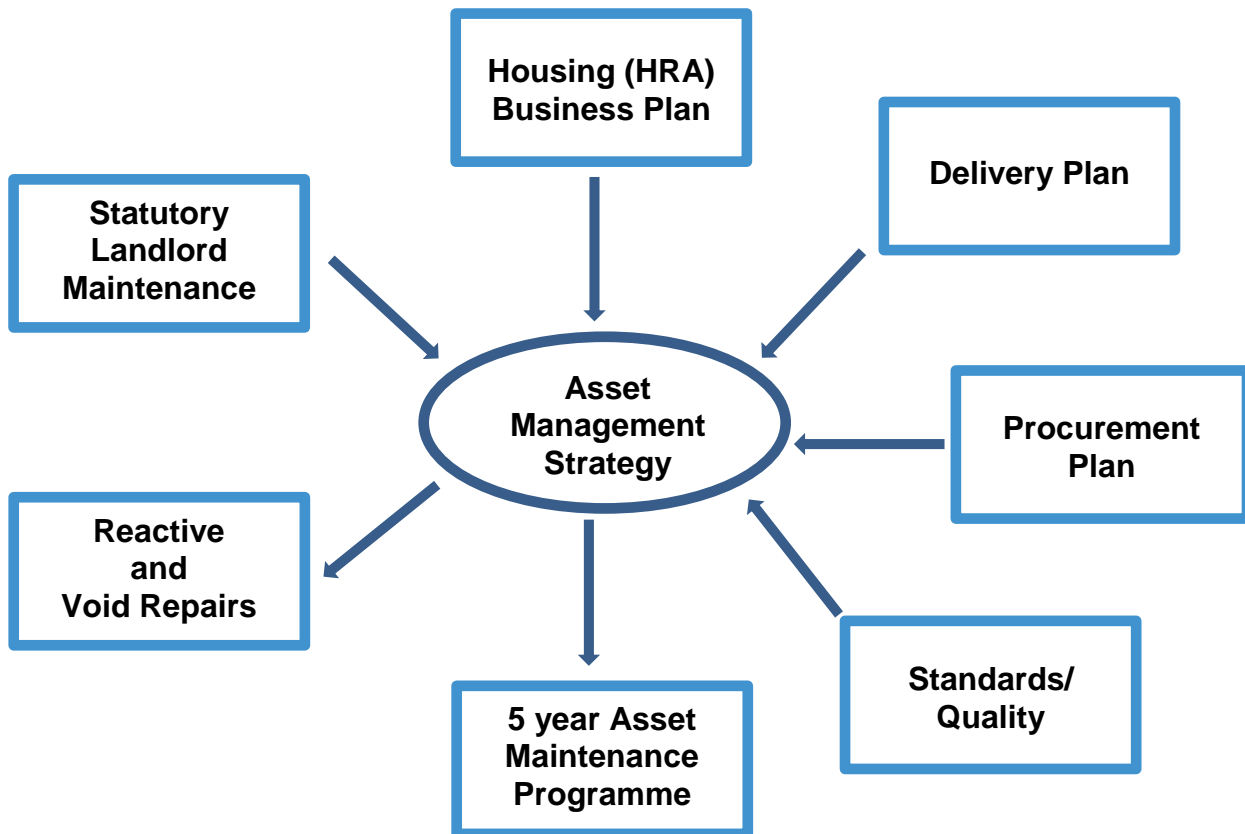 Housing (HRA)
Business Plan
Delivery Plan
Statutory
Landlord
Maintenance
Asset
Management
Strategy
Procurement
Plan
Reactive
and
Void Repairs
Standards/
Quality
5 year Asset
Maintenance
Programme